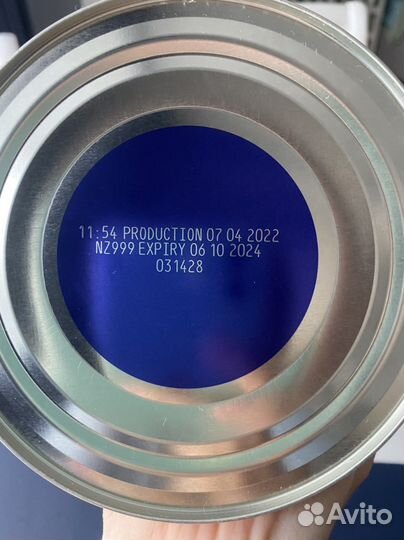 11:54 PRODUCTION 07 04 2022
NZ999 EXPIRY 06 10 2024
031428
Avito